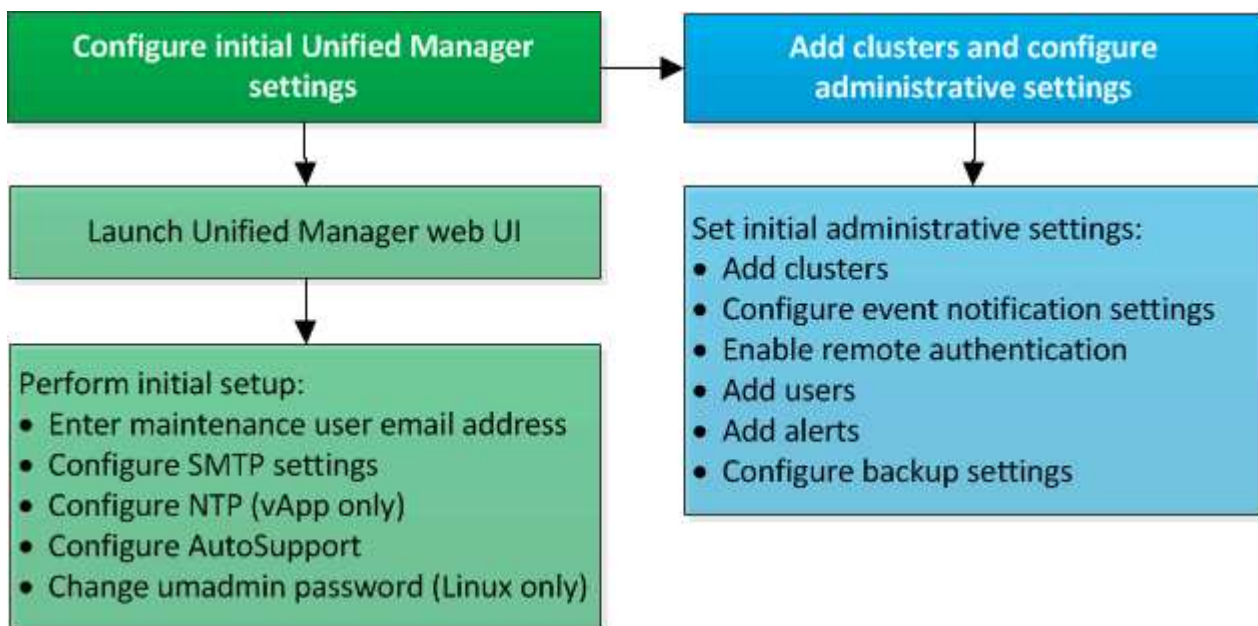 Configure initial Unified Manager
settings
Launch Unified Manager web UI
Perform initial setup:
• Enter maintenance user email address
• Configure SMTP settings
• Configure NTP (vApp only)
• Configure AutoSupport
• Change umadmin password (Linux only)
Add clusters and configure
administrative settings
Set initial administrative settings:
• Add clusters
• Configure event notification settings
• Enable remote authentication
• Add users
• Add alerts
• Configure backup settings